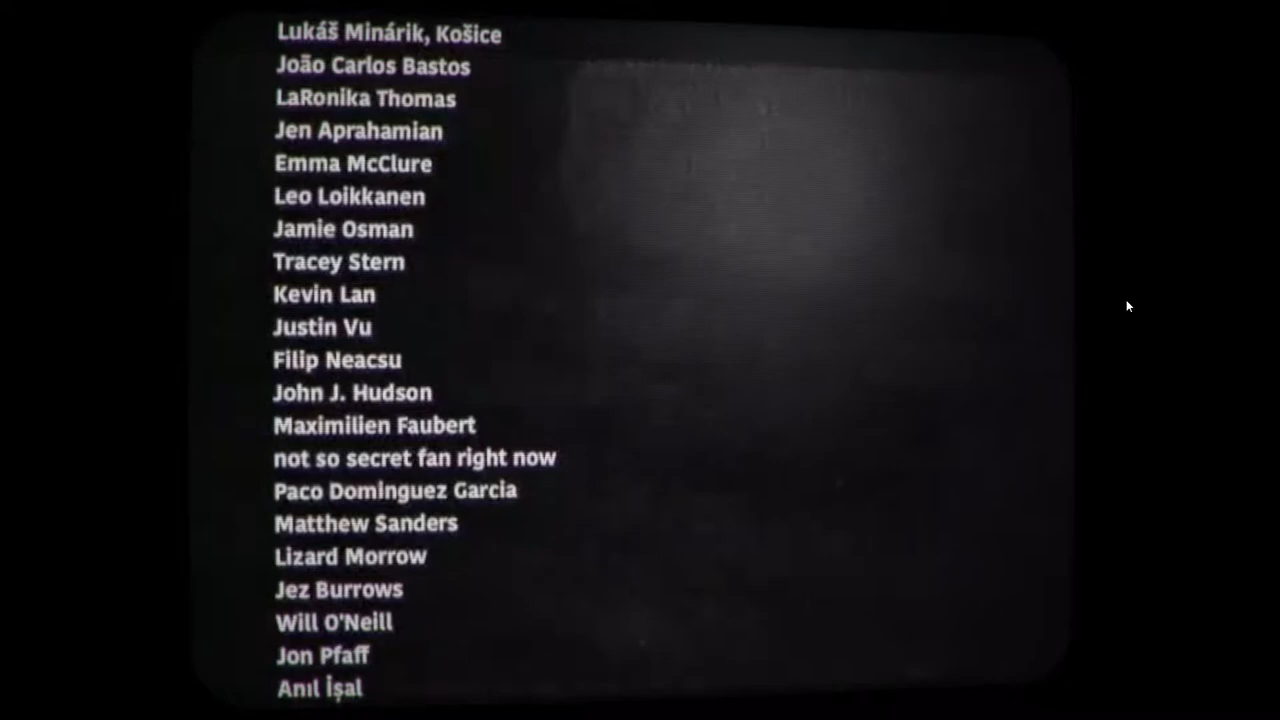 Lukáš Minárik, Košice
João Carlos Bastos
LaRonika Thomas
Jen Aprahamian
Emma McClure
Leo Loikkanen
Jamie Osman
Tracey Stern
Kevin Lan
Justin Vu
Filip Neacsu
John J. Hudson
Maximilien Faubert
not so secret fan right now
Paco Dominguez Garcia
Matthew Sanders
Lizard Morrow
Jez Burrows
Will O'Neill
Jon Pfaff
Anıl İşal